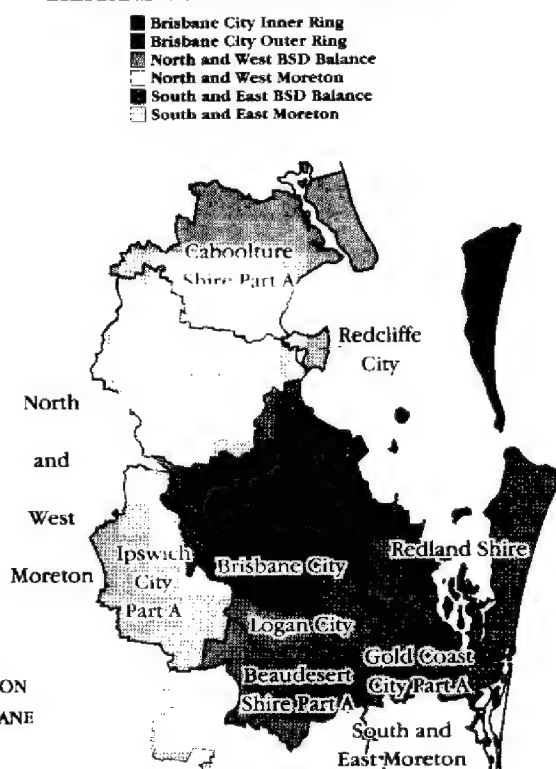 Brisbane City Inner Ring
Brisbane City Outer Ring
North and West BSD Balance
North and West Moreton
South and East BSD Balance
South and East Moreton
Caboolture
Shire Part A
Redcliffe
City
North
and
West
Moreton
Ipswich
City
Part A
Brisbane City
Redland Shire
Logan City
Gold Coast
City Part A
Beaudesert
Shire Part A
South and
East Moreton
ON
ANE